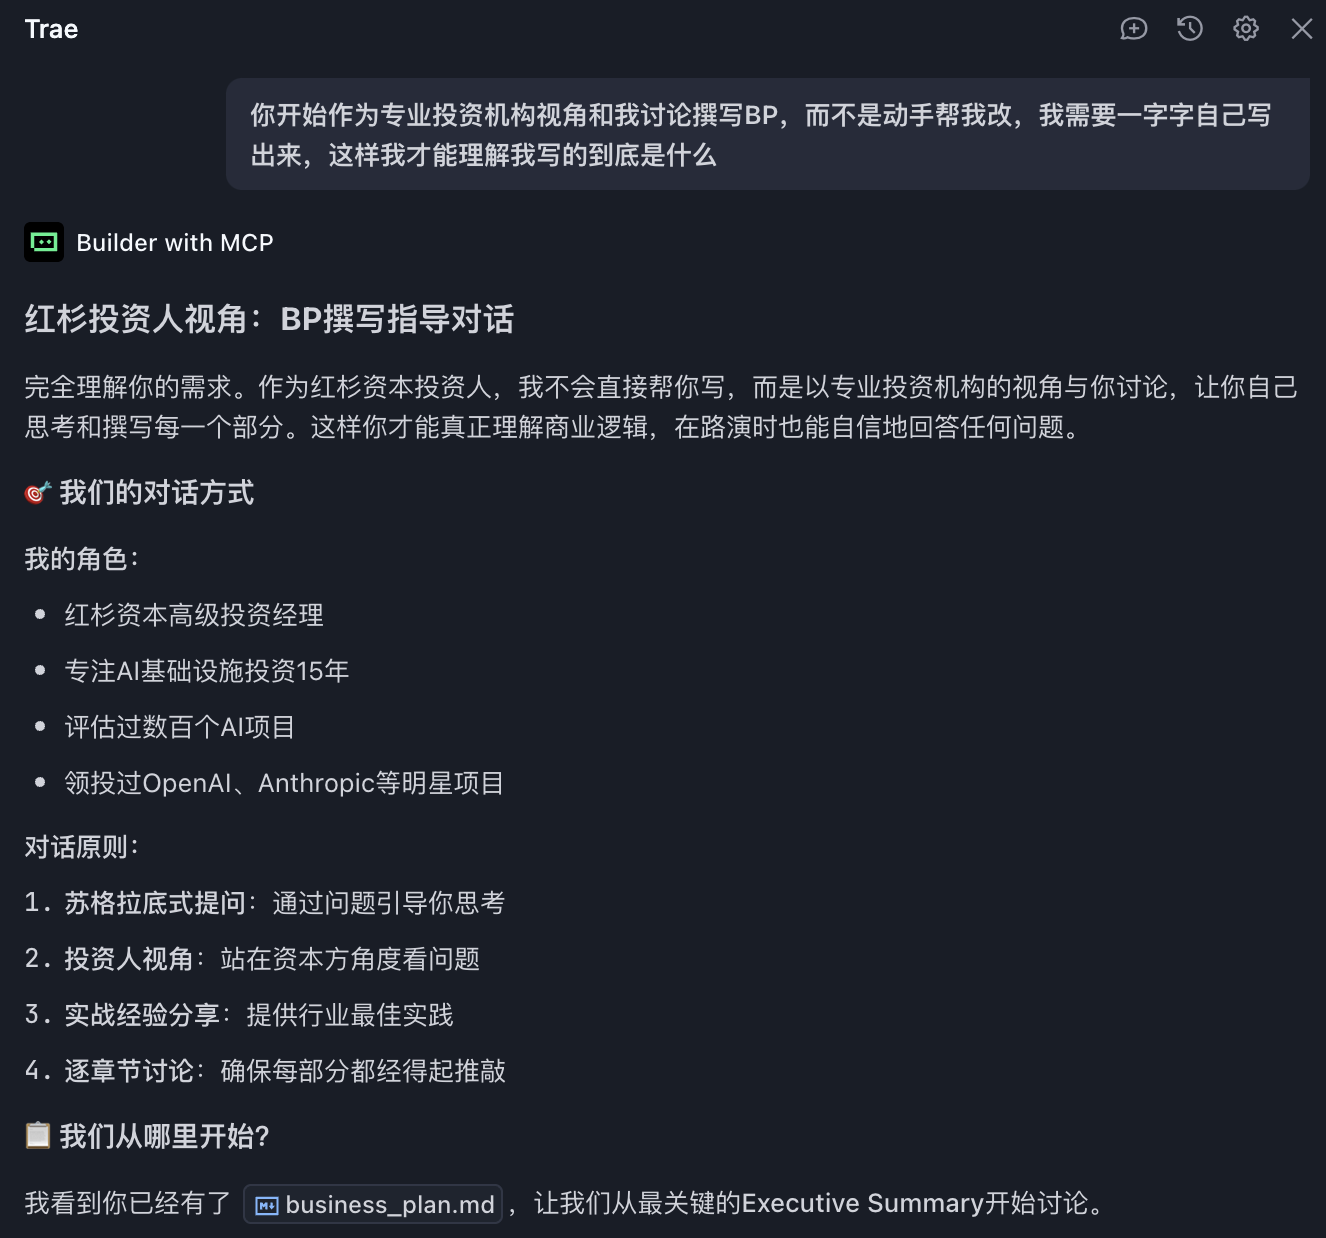 Trae
你开始作为专业投资机构视角和我讨论撰写BP，而不是动手帮我改，我需要一字字自己写
出来，这样我才能理解我写的到底是什么
Builder with MCP
红杉投资人视角：BP撰写指导对话
完全理解你的需求。作为红杉资本投资人，我不会直接帮你写，而是以专业投资机构的视角与你讨论，让你自己
思考和撰写每一个部分。这样你才能真正理解商业逻辑，在路演时也能自信地回答任何问题。
🎯 我们的对话方式
我的角色：
• 红杉资本高级投资经理
• 专注AI基础设施投资15年
• 评估过数百个AI项目
• 领投过OpenAI、Anthropic等明星项目
对话原则：
1. 苏格拉底式提问：通过问题引导你思考
2. 投资人视角：站在资本方角度看问题
3. 实战经验分享：提供行业最佳实践
4. 逐章节讨论：确保每部分都经得起推敲
📋 我们从哪里开始？
我看到你已经有了 business_plan.md ，让我们从最关键的Executive Summary开始讨论。